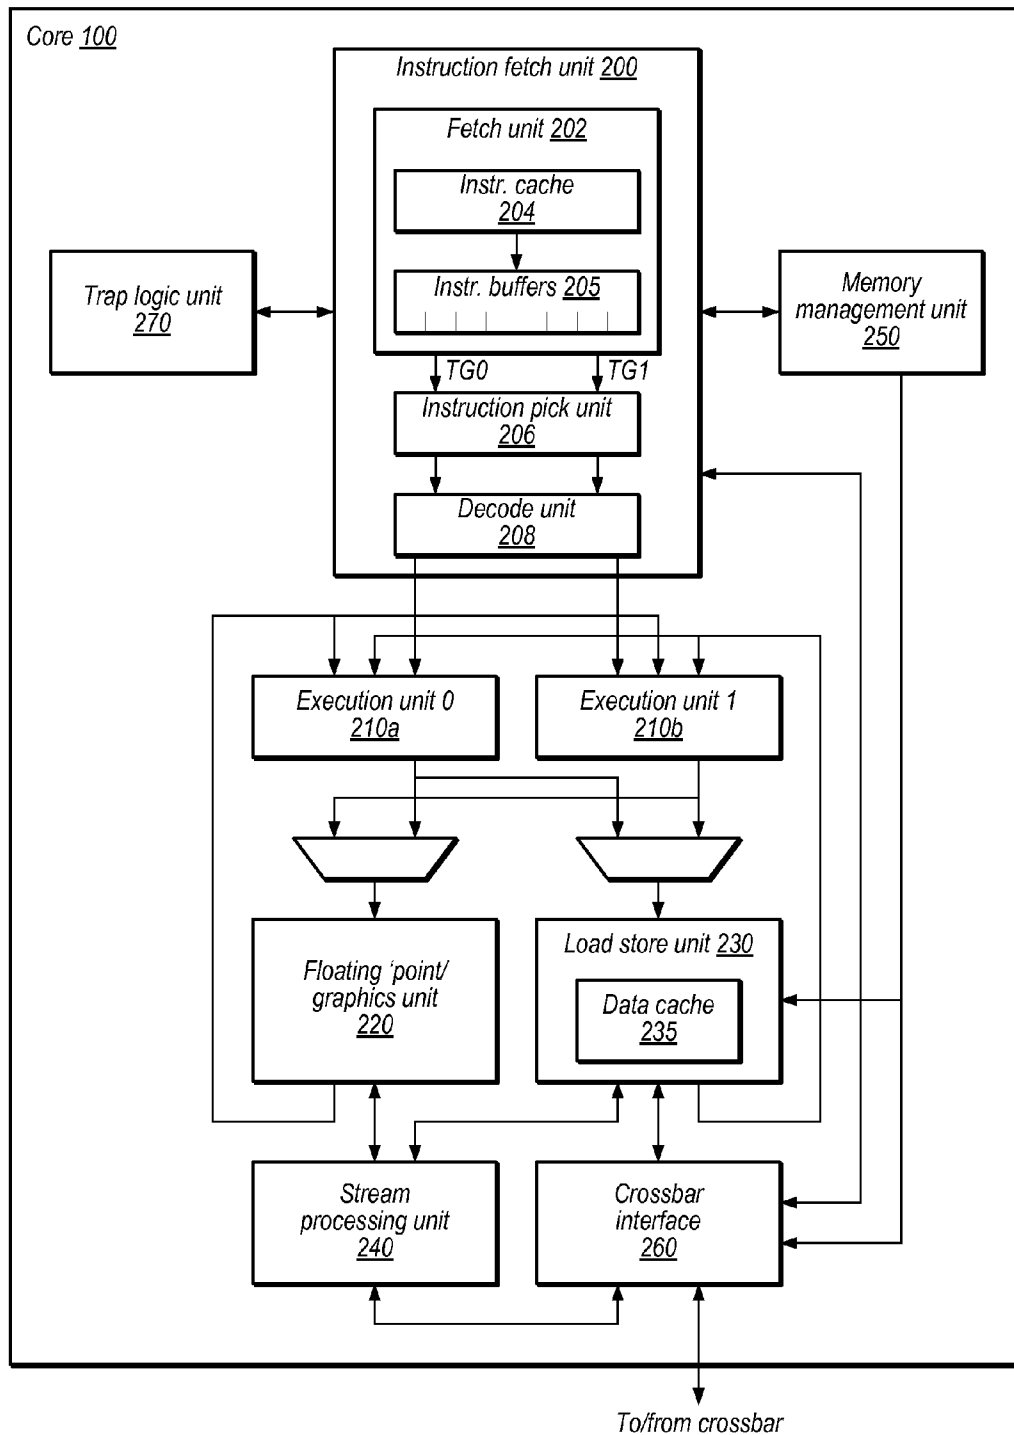 Core 100
Instruction fetch unit 200
Fetch unit 202
Instr. cache
204
Instr. buffers 205
Trap logic unit
270
Memory
management unit
250
TG0
TG1
Instruction pick unit
206
Decode unit
208
Execution unit 0
210a
Execution unit 1
210b
Floating 'point/
graphics unit
220
Load store unit 230
Data cache
235
Stream
processing unit
240
Crossbar
interface
260
To/from crossbar